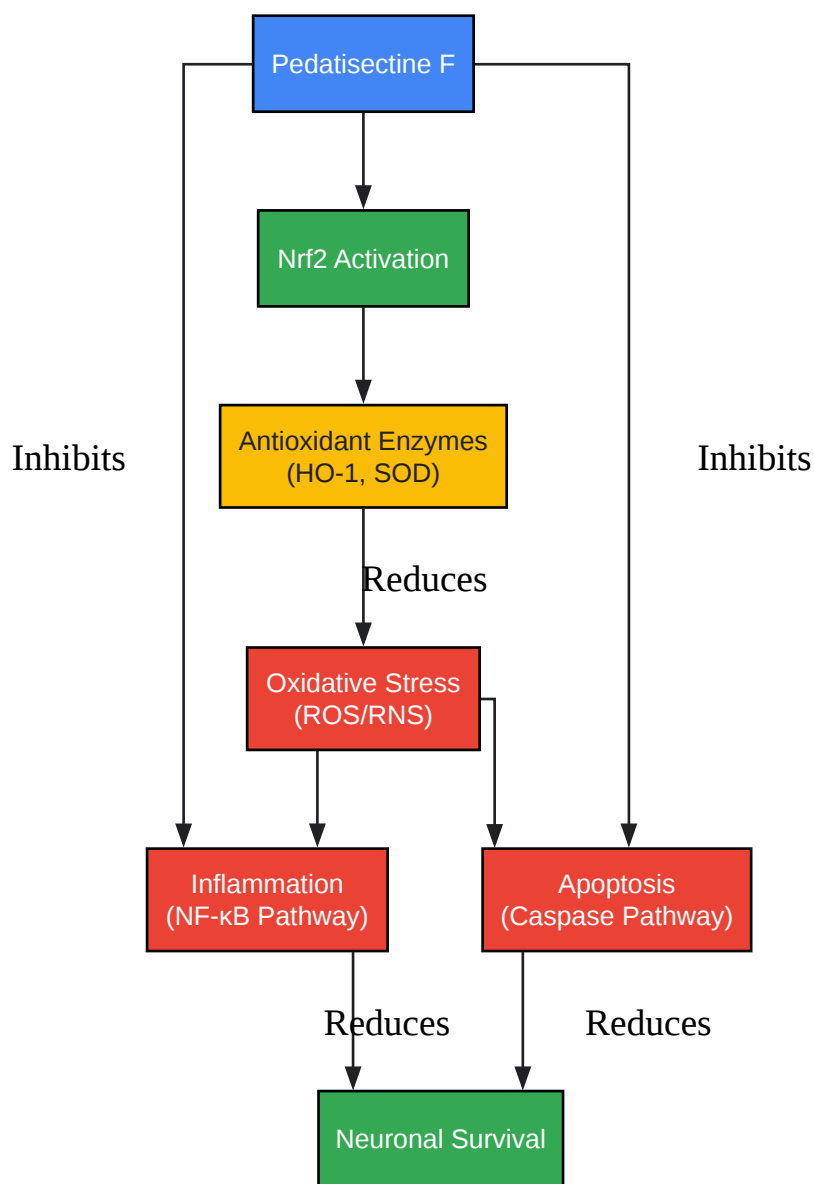 Pedatisectine F
Nrf2 Activation
Antioxidant Enzymes
(HO-1, SOD)
Inhibits
Inhibits
Reduces
Oxidative Stress
(ROS/RNS)
Inflammation
(NF-κB Pathway)
Apoptosis
(Caspase Pathway)
Reduces
Reduces
Neuronal Survival